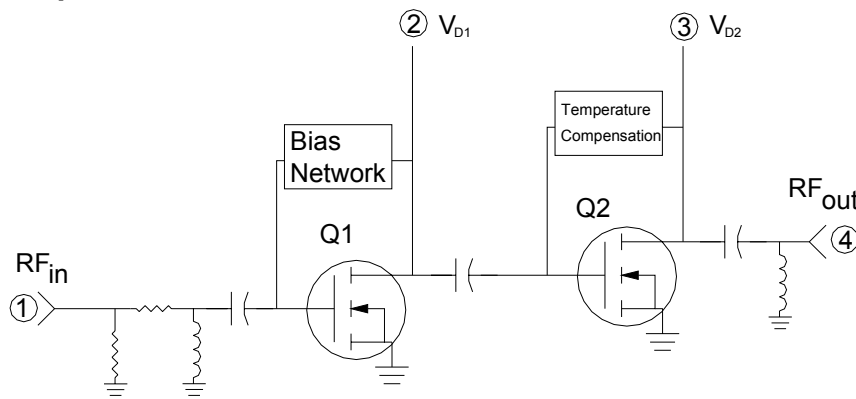 ② V_D1
③ V_D2
Bias
Network
Temperature
Compensation
Q1
Q2
RF_in
①
RF_out
④